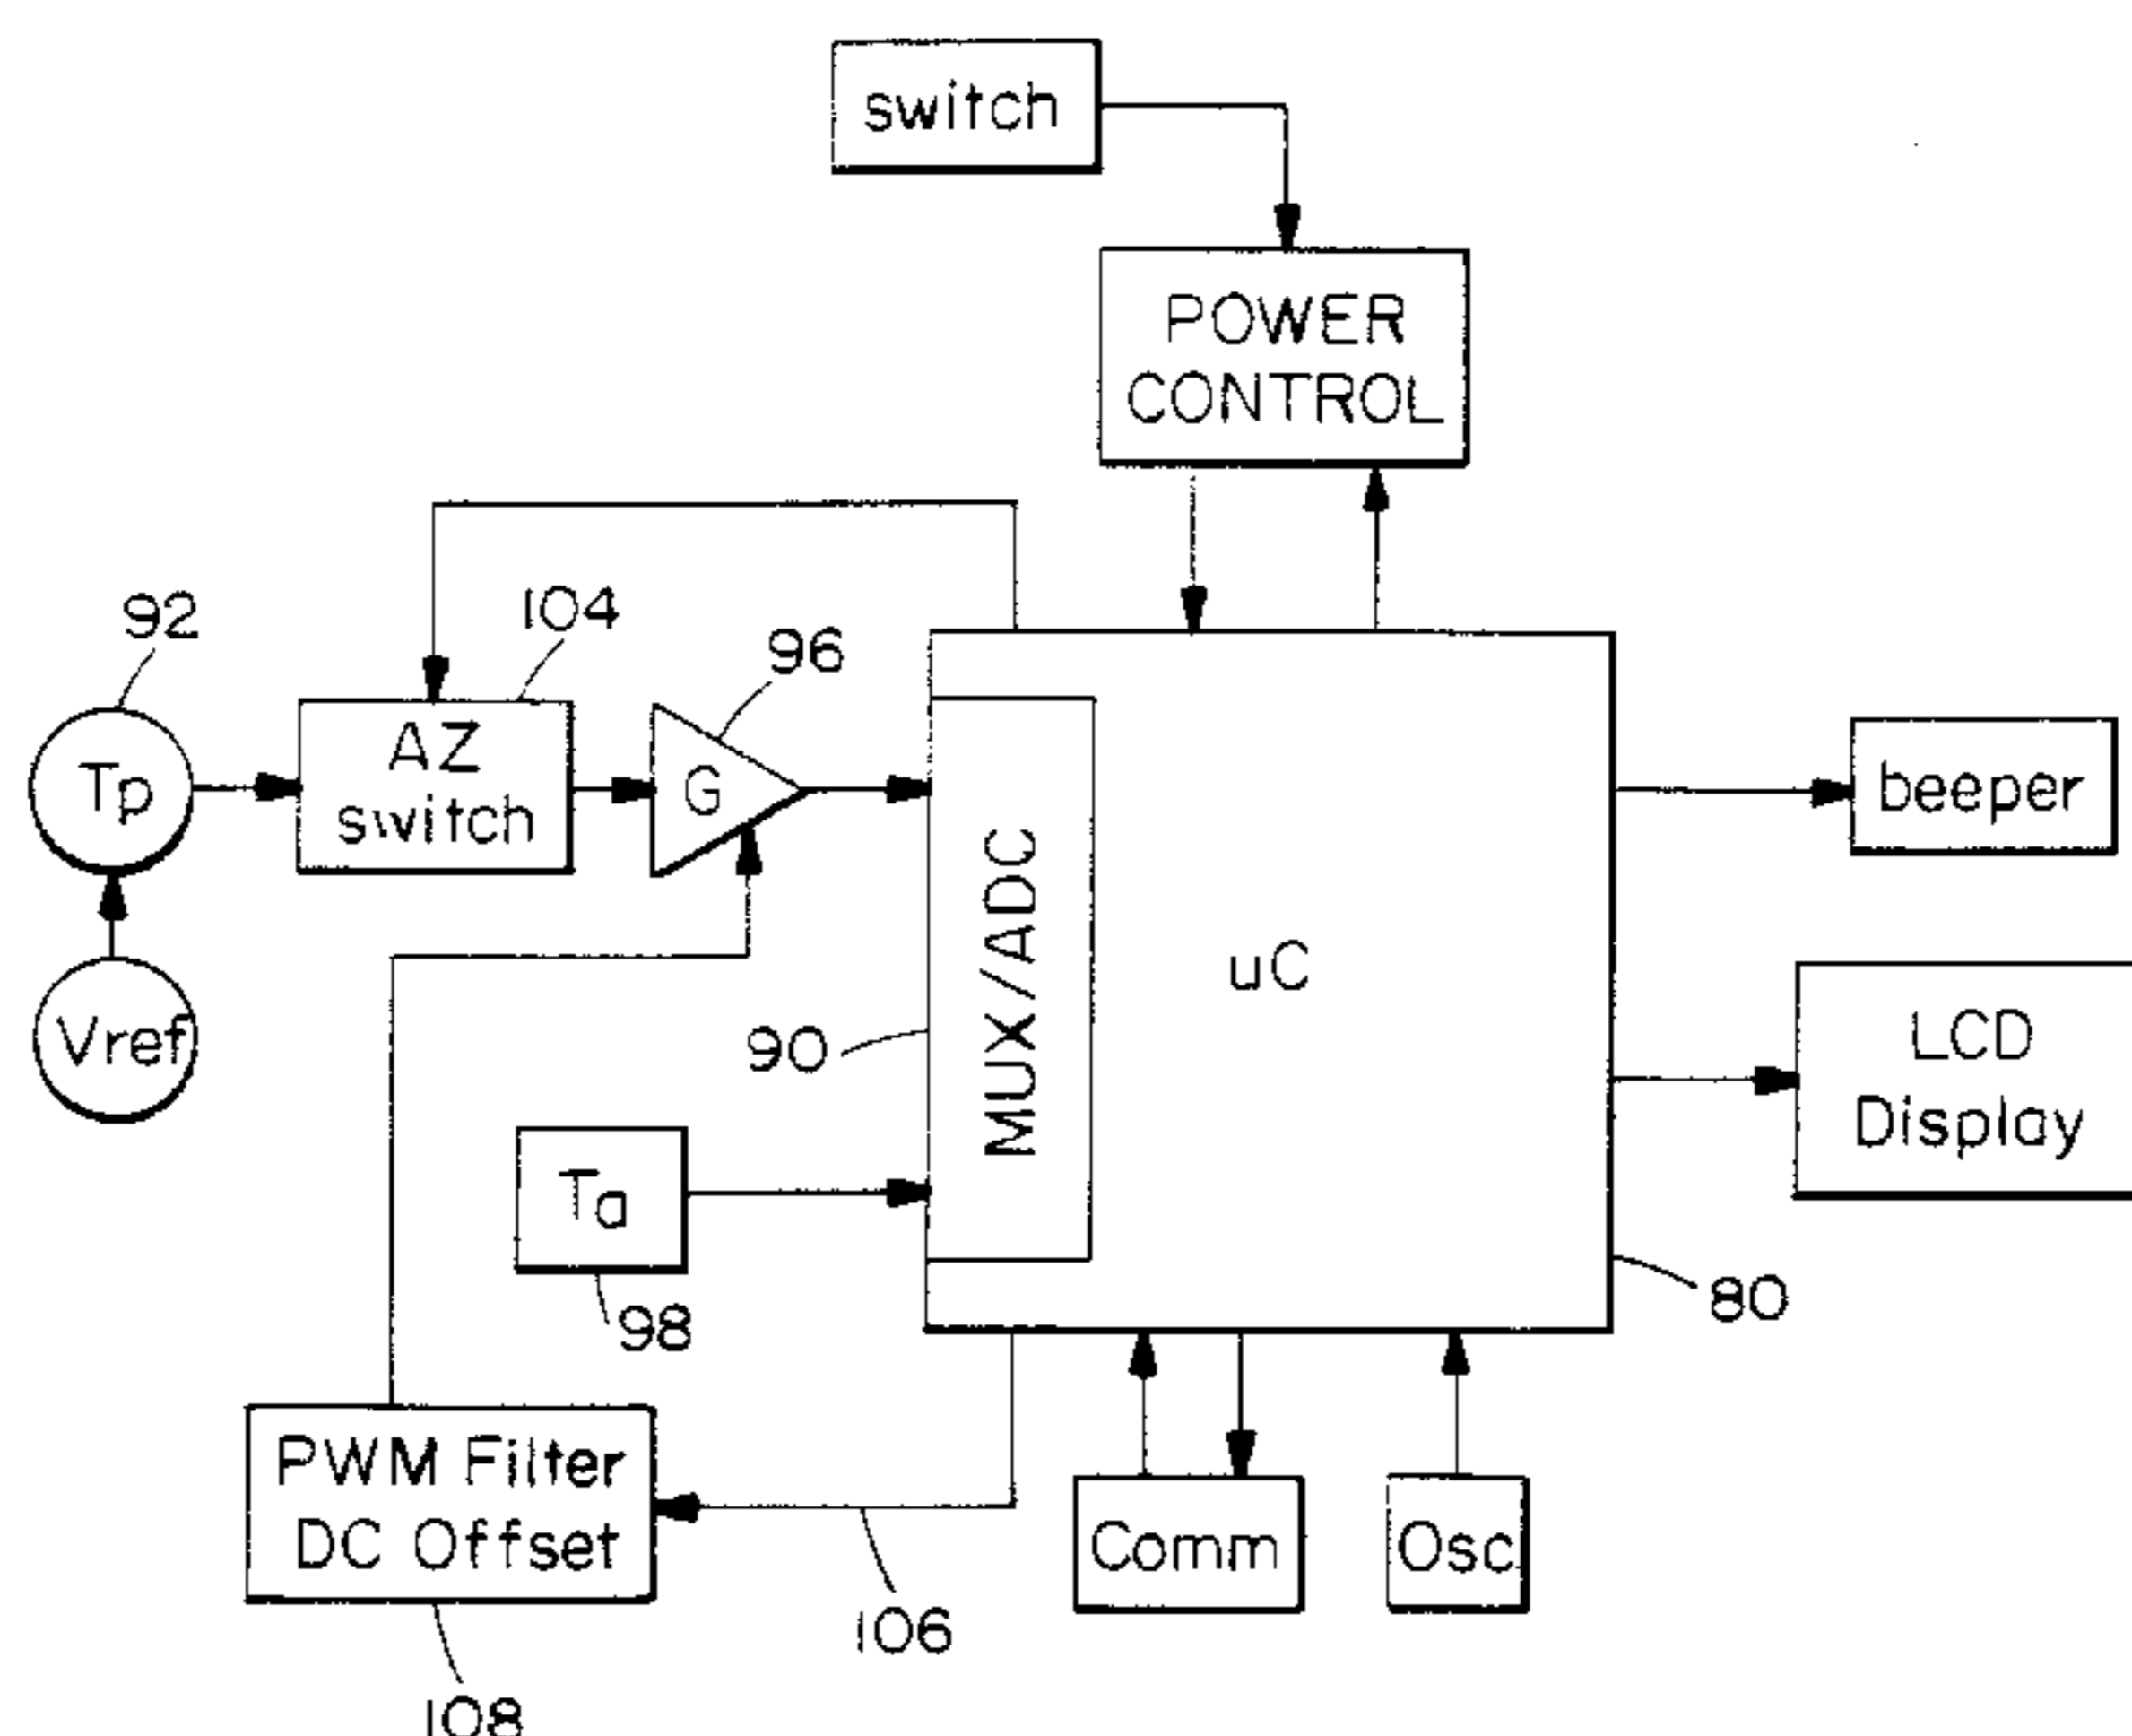 switch
POWER
CONTROL
92
104
96
Tp
AZ
switch
G
beeper
Vref
MUX/ADC
uC
90
LCD
Display
Ta
98
80
PWM Filter
DC Offset
Comm
Osc
106
108